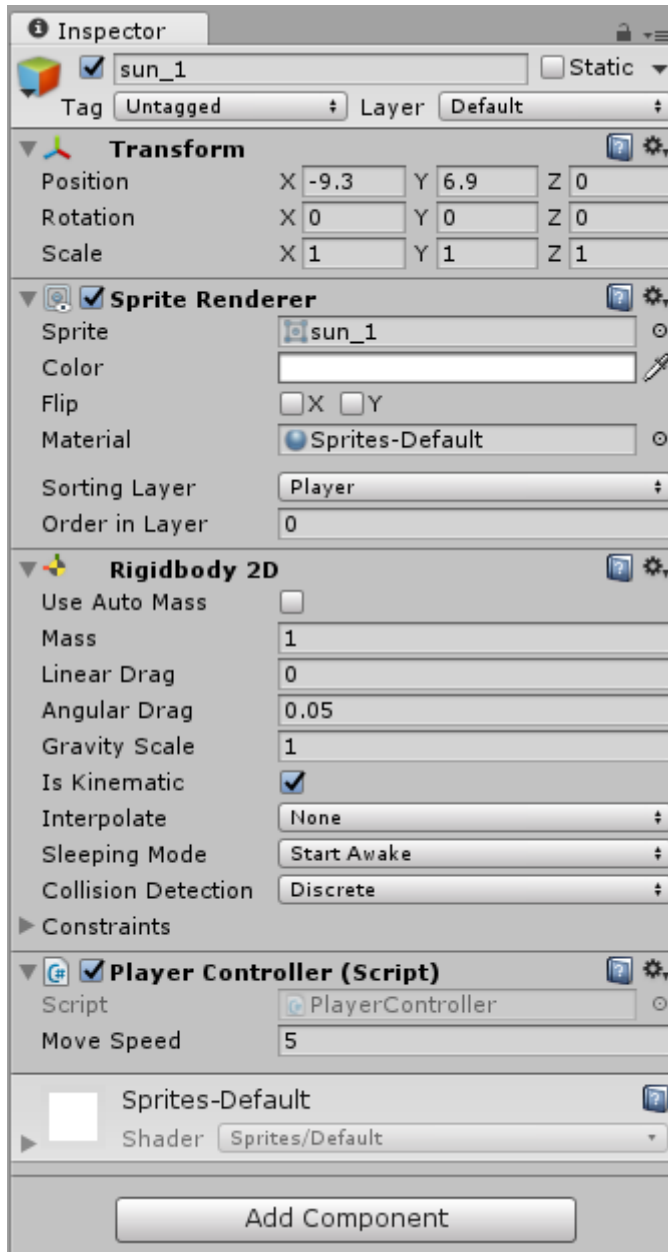 Inspector
sun_1 Static
Tag Untagged Layer Default
Transform
Position X -9.3 Y 6.9 Z 0
Rotation X 0 Y 0 Z 0
Scale X 1 Y 1 Z 1
Sprite Renderer
Sprite sun_1
Color
Flip X Y
Material Sprites-Default
Sorting Layer Player
Order in Layer 0
Rigidbody 2D
Use Auto Mass
Mass 1
Linear Drag 0
Angular Drag 0.05
Gravity Scale 1
Is Kinematic
Interpolate None
Sleeping Mode Start Awake
Collision Detection Discrete
Constraints
C# Player Controller (Script)
Script PlayerController
Move Speed 5
Sprites-Default
Shader Sprites/Default
Add Component